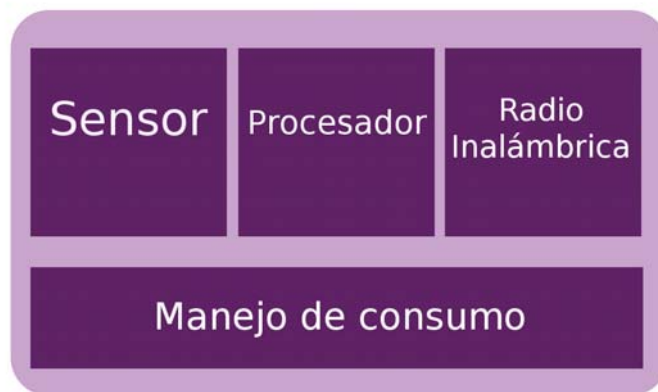 Sensor
Procesador
Radio
Inalámbrica
Manejo de consumo